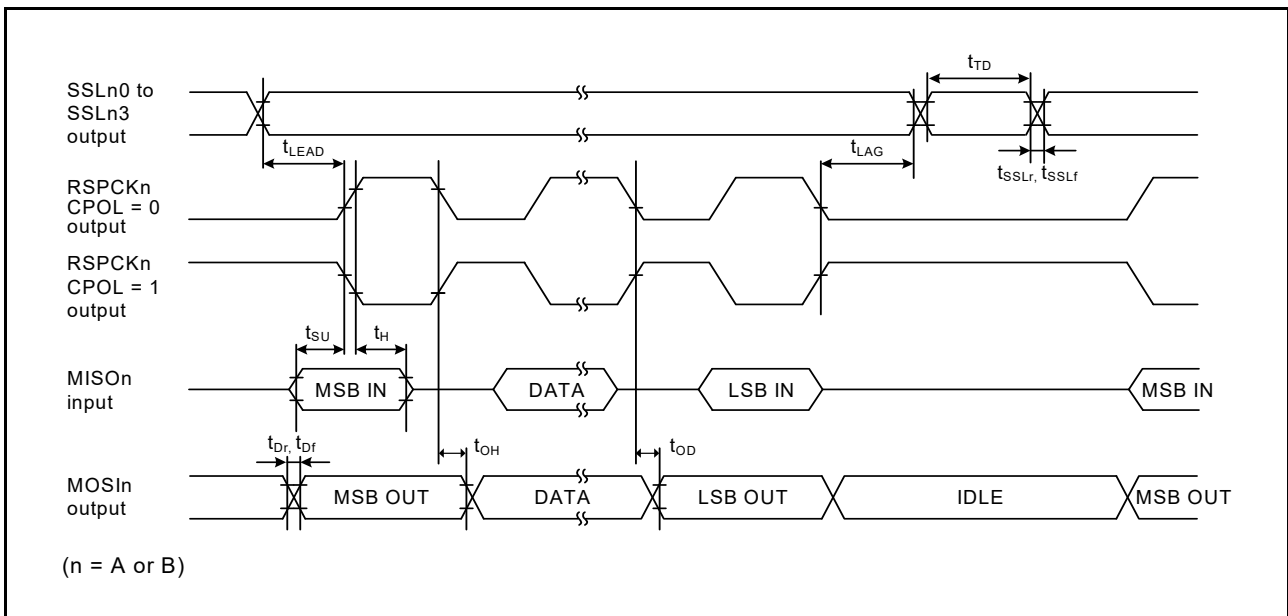 tTD
SSLn0 to
SSLn3
output
tLEAD
tLAG
tSSLr, tSSLf
RSPCKn
CPOL = 0
output
RSPCKn
CPOL = 1
output
tSU
tH
MISOn
input
MSB IN
DATA
LSB IN
MSB IN
tDr, tDf
tOH
tOD
MOSIn
output
MSB OUT
DATA
LSB OUT
IDLE
MSB OUT
(n = A or B)